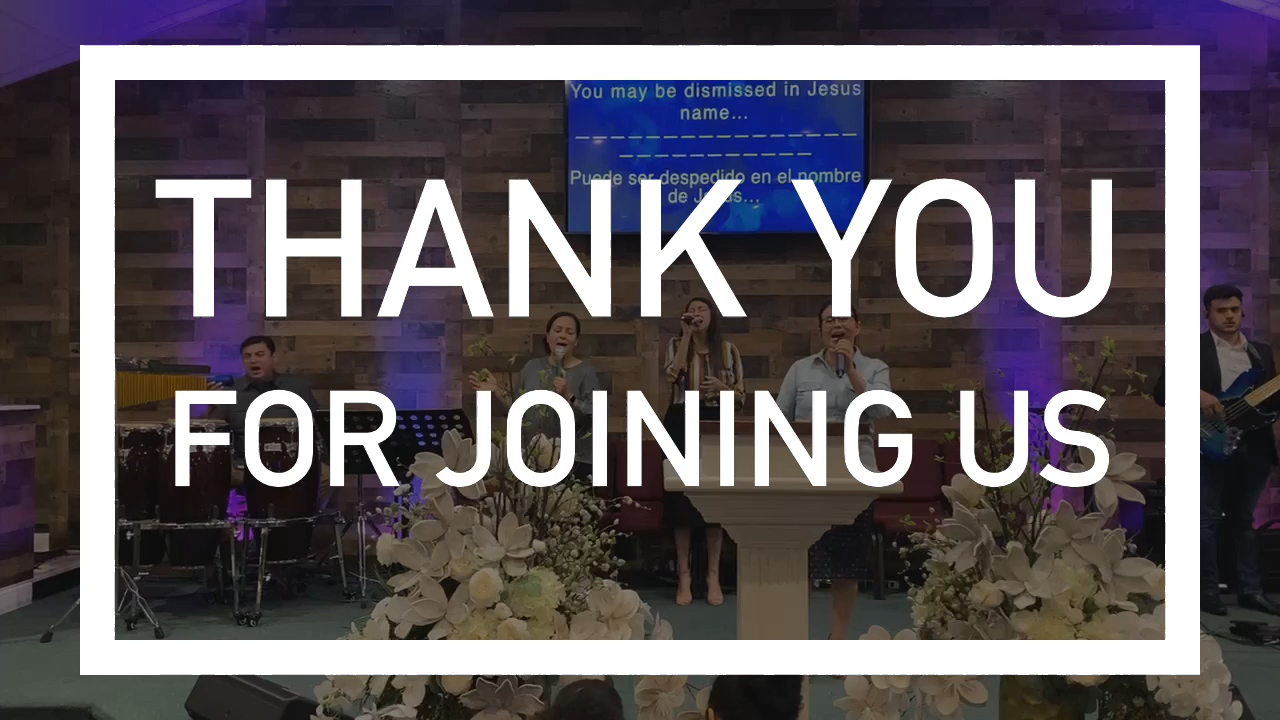 You may be dismissed in Jesus
name...
Puede ser despedido en el nombre
de Jesus...
THANK YOU
FOR JOINING US